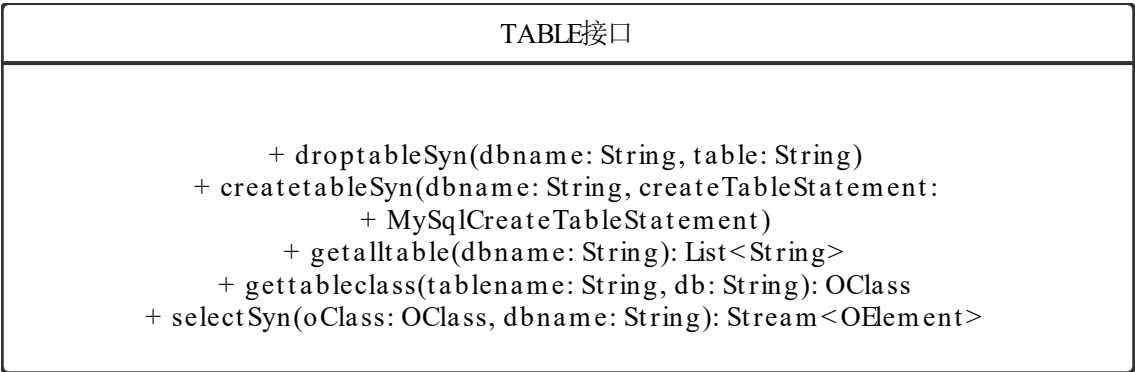 TABLE接口
+ droptableSyn(dbname: String, table: String)
+ createtableSyn(dbname: String, createTableStatement:
+ MySqlCreateTableStatement)
+ getalltable(dbname: String): List<String>
+ gettableclass(tablename: String, db: String): OClass
+ selectSyn(oClass: OClass, dbname: String): Stream<OElement>